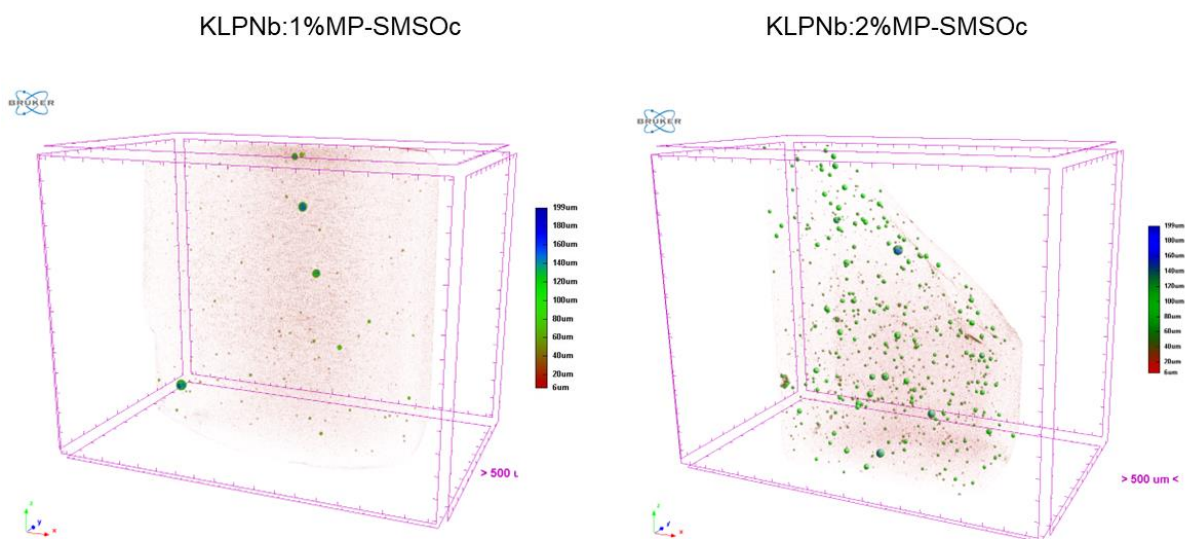 KLPNb:1%MP-SMSOc
KLPNb:2%MP-SMSOc
BRUKER
199um
180um
160um
140um
120um
100um
80um
60um
40um
20um
6um
> 500 u
z
y
x
BRUKER
199um
180um
160um
140um
120um
100um
80um
60um
40um
20um
6um
> 500 um <
z
y
x